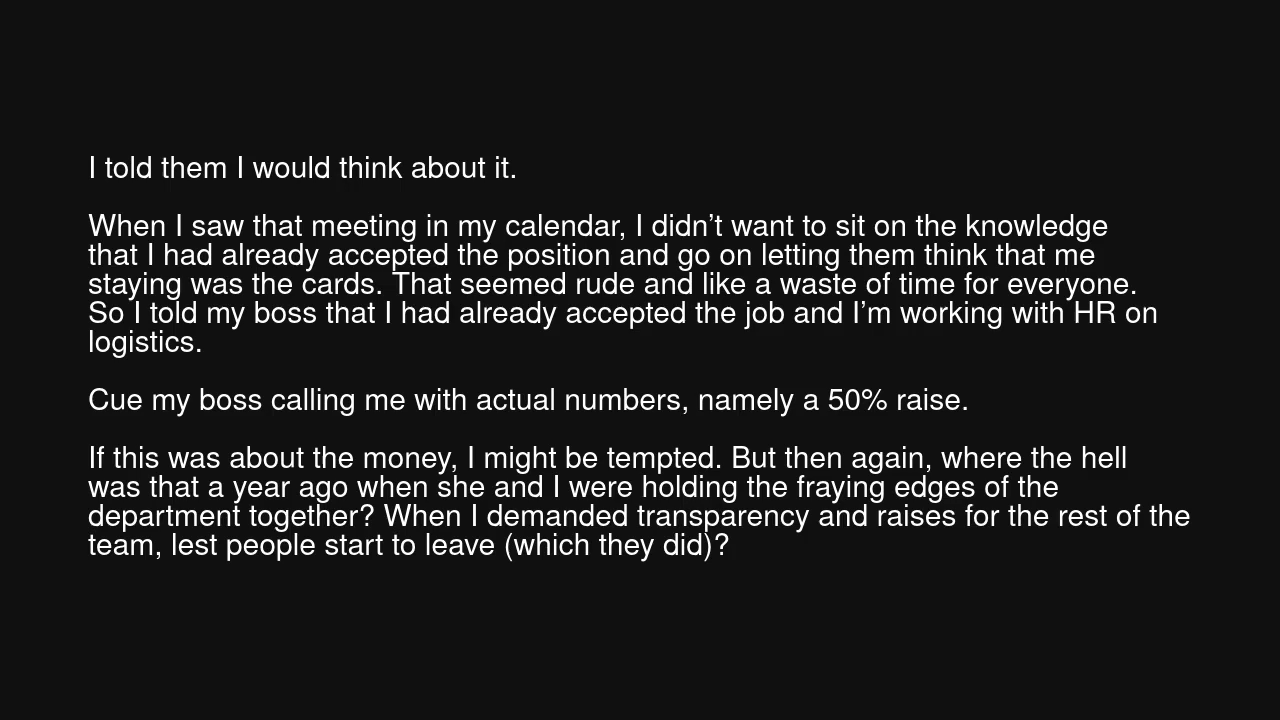 I told them I would think about it.
When I saw that meeting in my calendar, I didn’t want to sit on the knowledge
that I had already accepted the position and go on letting them think that me
staying was the cards. That seemed rude and like a waste of time for everyone.
So I told my boss that I had already accepted the job and I’m working with HR on
logistics.
Cue my boss calling me with actual numbers, namely a 50% raise.
If this was about the money, I might be tempted. But then again, where the hell
was that a year ago when she and I were holding the fraying edges of the
department together? When I demanded transparency and raises for the rest of the
team, lest people start to leave (which they did)?